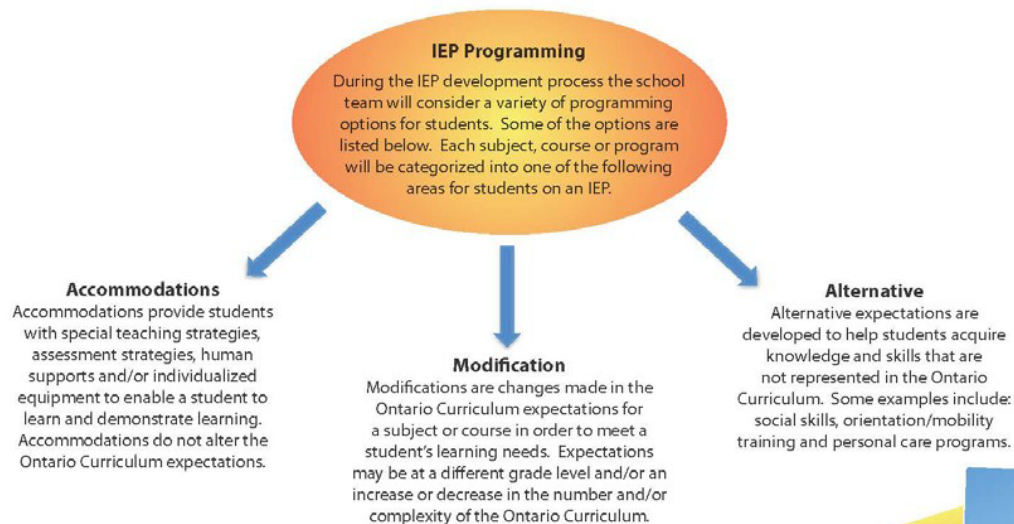 IEP Programming
During the IEP development process the school
team will consider a variety of programming
options for students. Some of the options are
listed below. Each subject, course or program
will be categorized into one of the following
areas for students on an IEP.
Accommodations
Accommodations provide students
with special teaching strategies,
assessment strategies, human
supports and/or individualized
equipment to enable a student to
learn and demonstrate learning.
Accommodations do not alter the
Ontario Curriculum expectations.
Modification
Modifications are changes made in the
Ontario Curriculum expectations for
a subject or course in order to meet a
student's learning needs. Expectations
may be at a different grade level and/or an
increase or decrease in the number and/or
complexity of the Ontario Curriculum.
Alternative
Alternative expectations are
developed to help students acquire
knowledge and skills that are
not represented in the Ontario
Curriculum. Some examples include:
social skills, orientation/mobility
training and personal care programs.